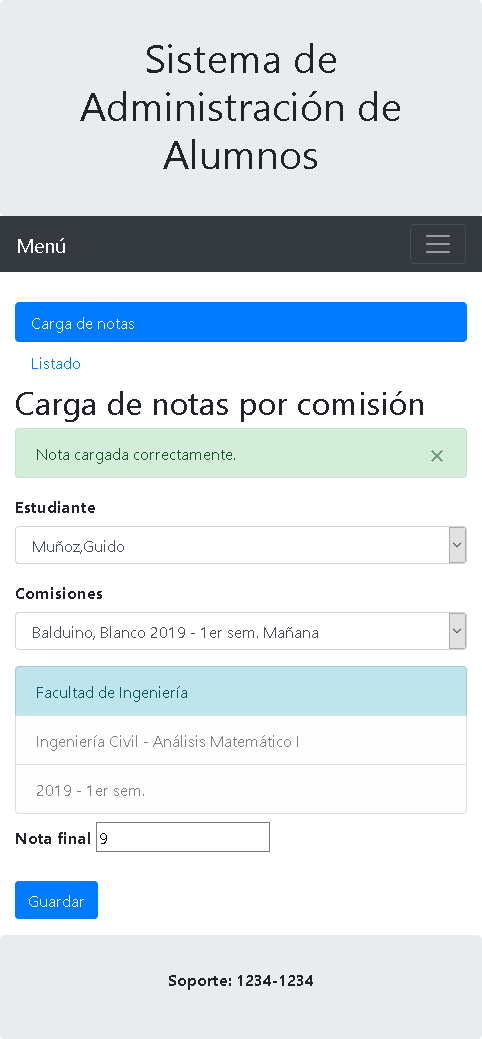 Sistema de
Administración de
Alumnos
Menú
Carga de notas
Listado
Carga de notas por comisión
Nota cargada correctamente. ×
Estudiante
Muñoz,Guido
Comisiones
Balduino, Blanco 2019 - 1er sem. Mañana
Facultad de Ingeniería
Ingeniería Civil - Análisis Matemático I
2019 - 1er sem.
Nota final 9
Guardar
Soporte: 1234-1234